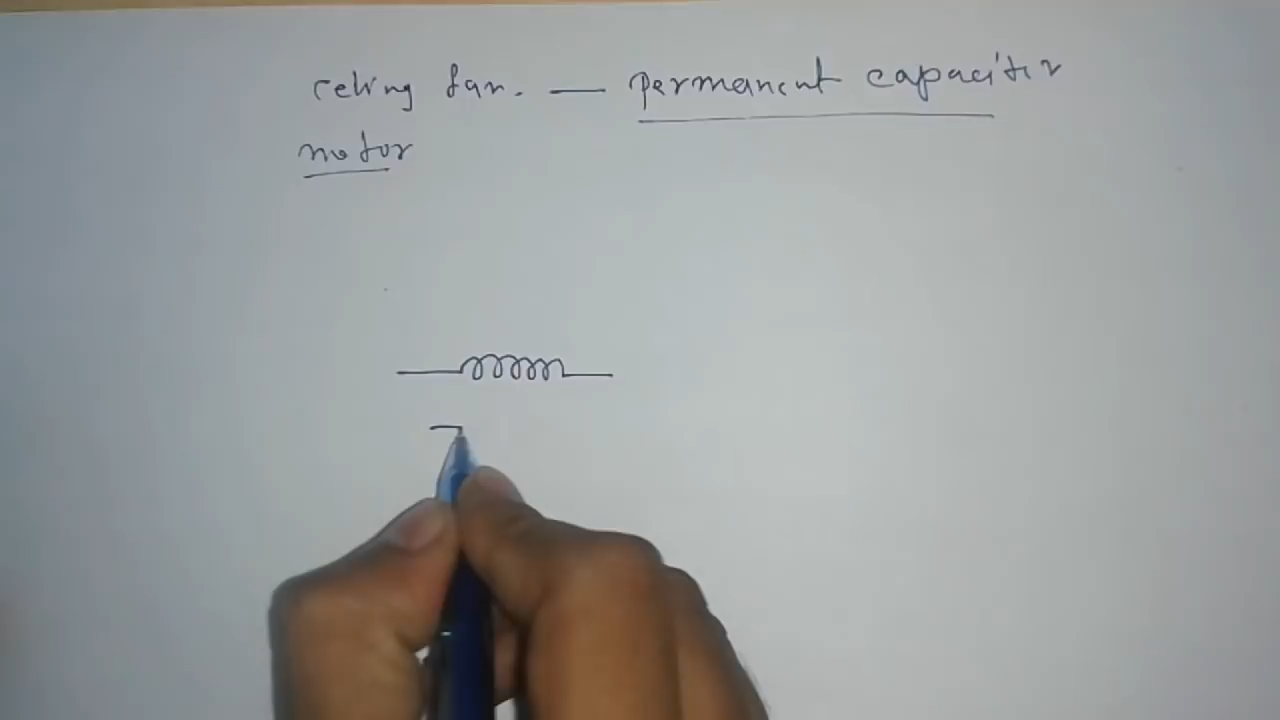 celing fan. — permanent capacitor
motor